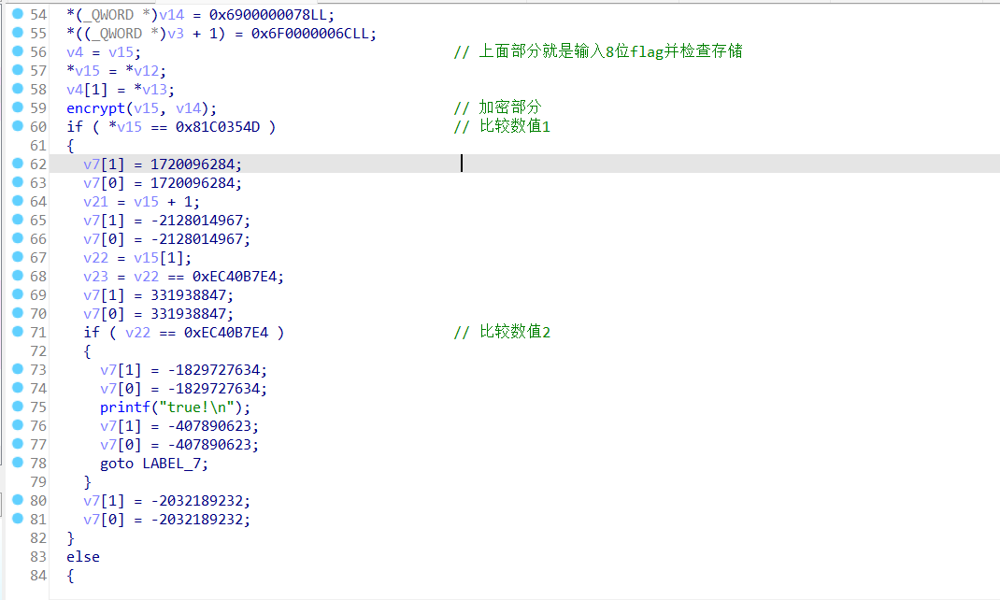 54 *(_QWORD *)v14 = 0x6900000078LL;
55 *((_QWORD *)v3 + 1) = 0x6F0000006CLL;
56 v4 = v15; // 上面部分就是输入8位flag并检查存储
57 *v15 = *v12;
58 v4[1] = *v13;
59 encrypt(v15, v14); // 加密部分
60 if ( *v15 == 0x81C0354D ) // 比较数值1
61 {
62 v7[1] = 1720096284;
63 v7[0] = 1720096284;
64 v21 = v15 + 1;
65 v7[1] = -2128014967;
66 v7[0] = -2128014967;
67 v22 = v15[1];
68 v23 = v22 == 0xEC40B7E4;
69 v7[1] = 331938847;
70 v7[0] = 331938847;
71 if ( v22 == 0xEC40B7E4 ) // 比较数值2
72 {
73 v7[1] = -1829727634;
74 v7[0] = -1829727634;
75 printf("true!\n");
76 v7[1] = -407890623;
77 v7[0] = -407890623;
78 goto LABEL_7;
79 }
80 v7[1] = -2032189232;
81 v7[0] = -2032189232;
82 }
83 else
84 {